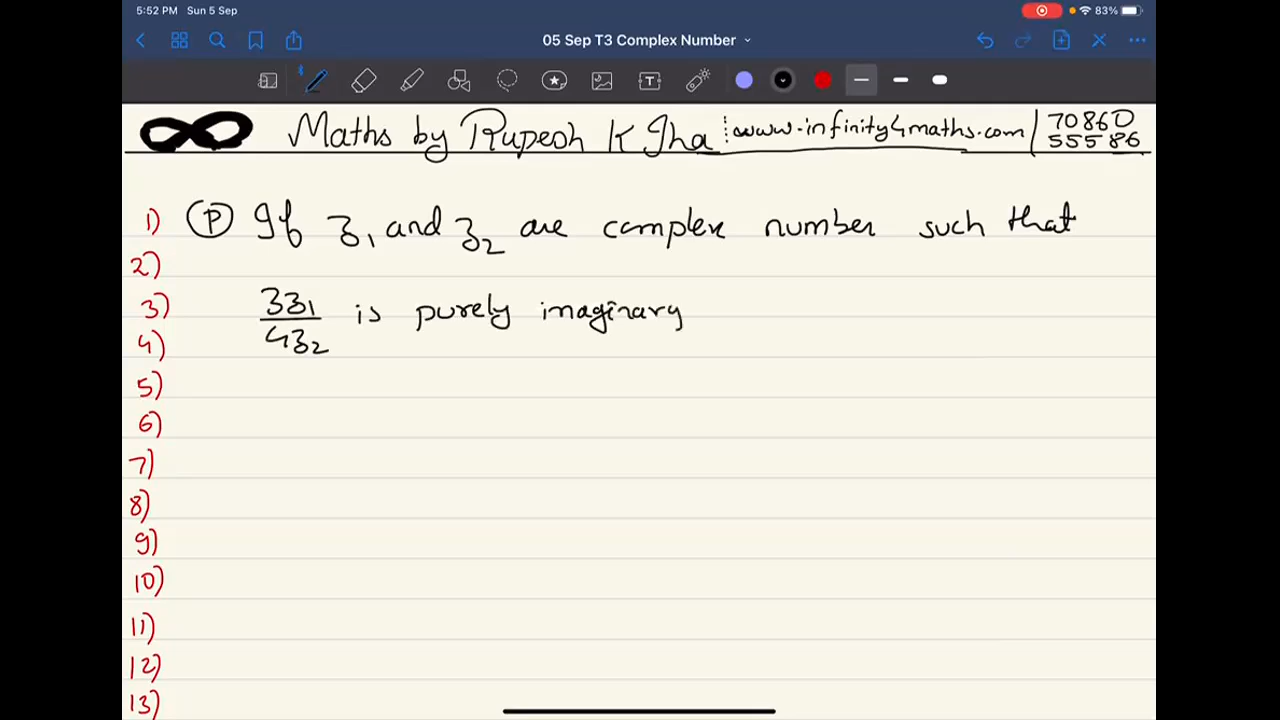 5:52 PM Sun 5 Sep 83%
05 Sep T3 Complex Number
∞ Maths by Rupesh K Jha www.infinity4maths.com 70860 55586
1) (P) If z₁ and z₂ are complex number such that
2)
3) 3z₁/4z₂ is purely imaginary
4)
5)
6)
7)
8)
9)
10)
11)
12)
13)